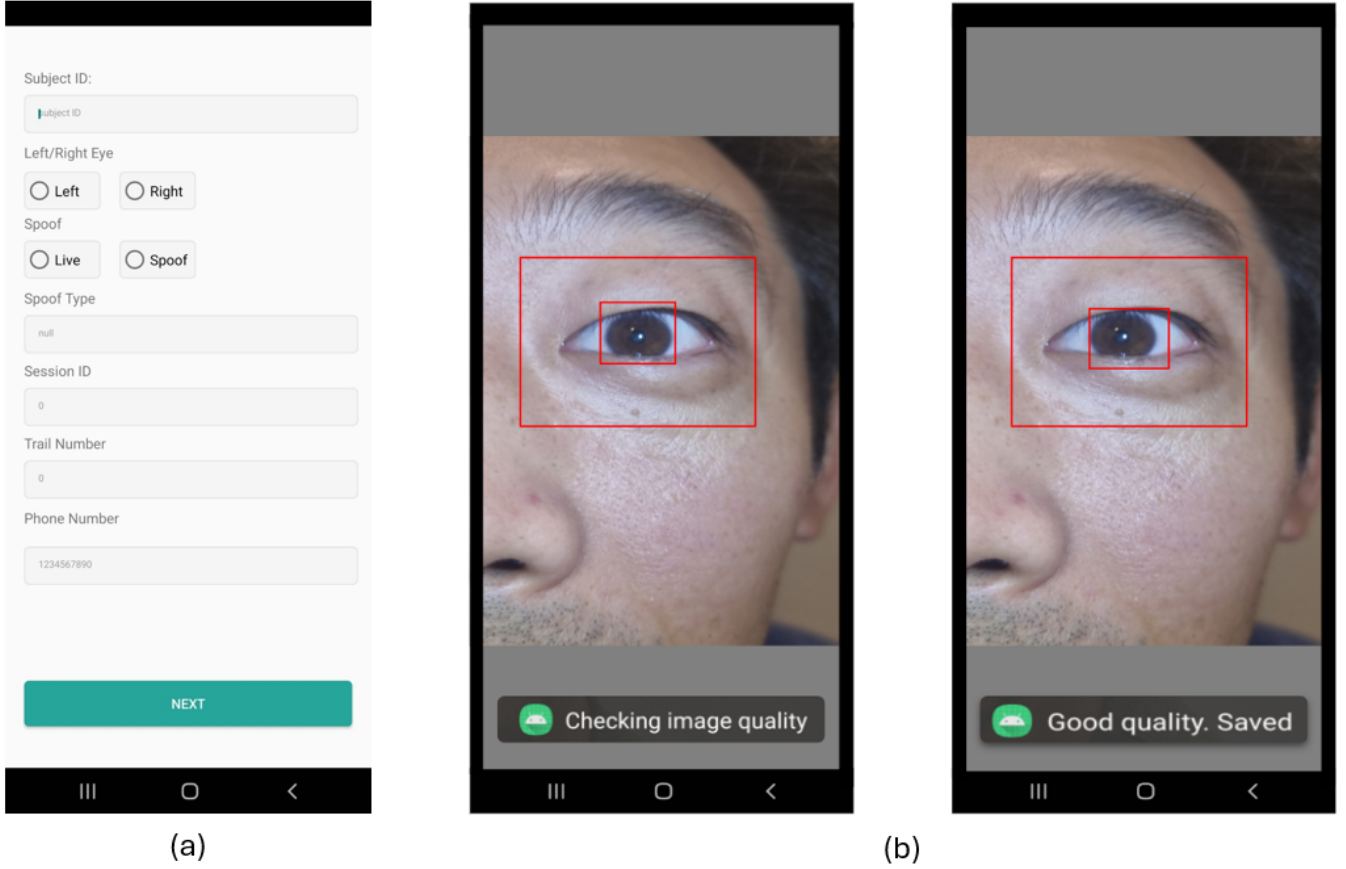 Subject ID:
subject ID
Left/Right Eye
Left Right
Spoof
Live Spoof
Spoof Type
null
Session ID
0
Trail Number
0
Phone Number
1234567890
NEXT
(a)
Checking image quality
Good quality. Saved
(b)